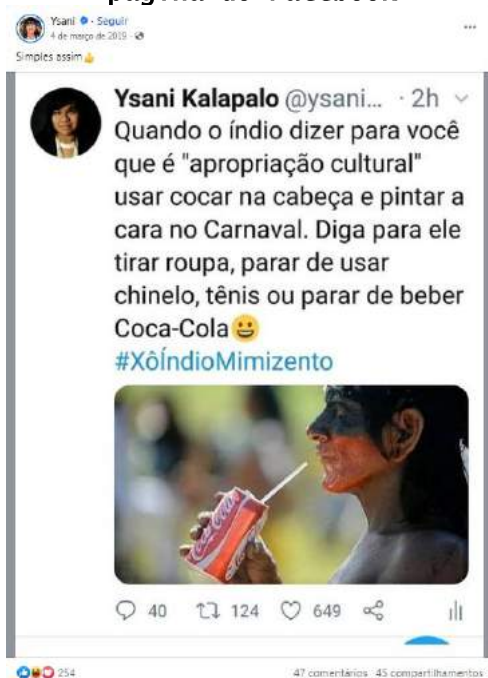 página do Facebook
Ysani · Seguir
4 de março de 2019 ·
Simples assim👍
Ysani Kalapalo @ysani... · 2h
Quando o índio dizer para você
que é "apropriação cultural"
usar cocar na cabeça e pintar a
cara no Carnaval. Diga para ele
tirar roupa, parar de usar
chinelo, tênis ou parar de beber
Coca-Cola😀
#XôÍndioMimizento
Coca-Cola
40 124 649
254 47 comentários 45 compartilhamentos